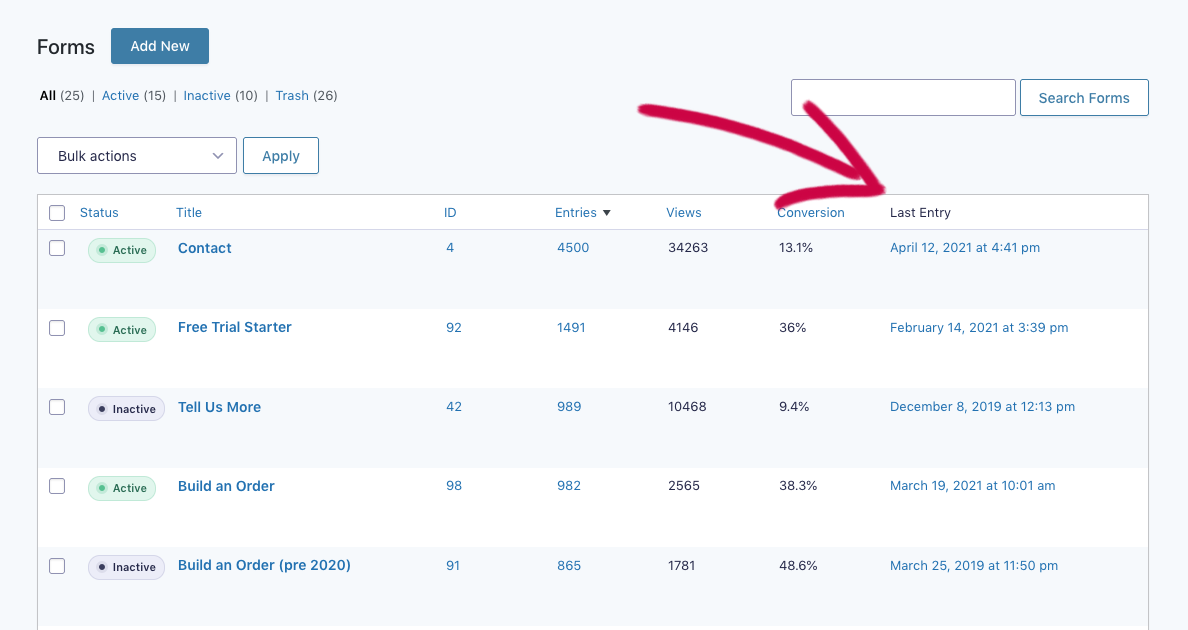 Forms Add New
All (25) | Active (15) | Inactive (10) | Trash (26)
Search Forms
Bulk actions Apply
Status Title ID Entries ▼ Views Conversion Last Entry
Active Contact 4 4500 34263 13.1% April 12, 2021 at 4:41 pm
Active Free Trial Starter 92 1491 4146 36% February 14, 2021 at 3:39 pm
Inactive Tell Us More 42 989 10468 9.4% December 8, 2019 at 12:13 pm
Active Build an Order 98 982 2565 38.3% March 19, 2021 at 10:01 am
Inactive Build an Order (pre 2020) 91 865 1781 48.6% March 25, 2019 at 11:50 pm